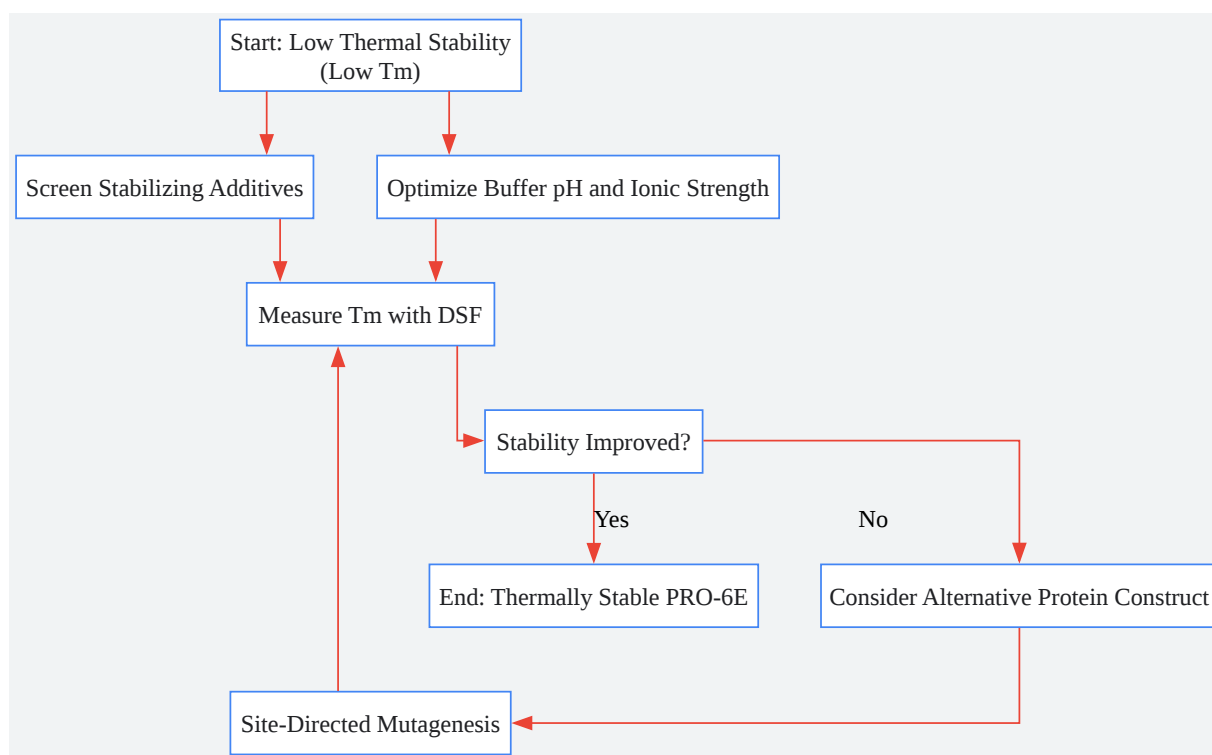 Start: Low Thermal Stability
(Low Tm)
Screen Stabilizing Additives
Optimize Buffer pH and Ionic Strength
Measure Tm with DSF
Stability Improved?
Yes
No
End: Thermally Stable PRO-6E
Consider Alternative Protein Construct
Site-Directed Mutagenesis